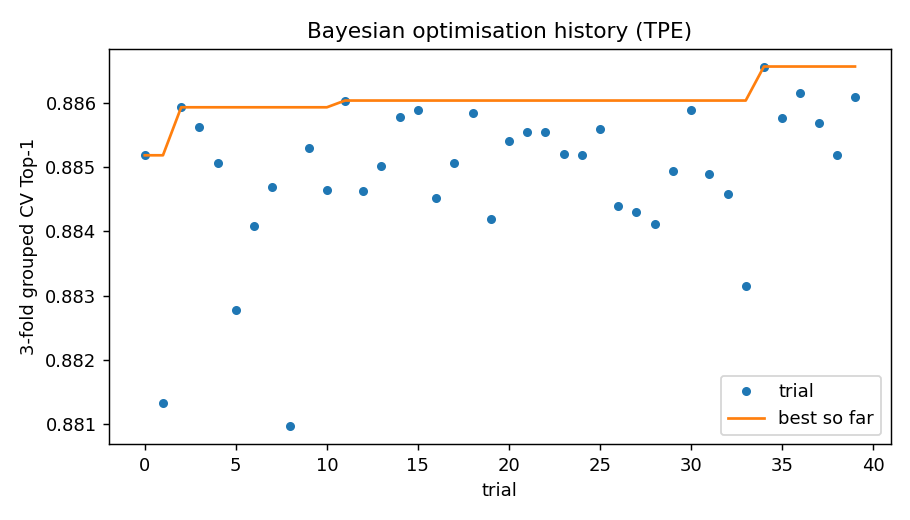 Bayesian optimisation history (TPE)
3-fold grouped CV Top-1
0.886
0.885
0.884
0.883
0.882
0.881
0 5 10 15 20 25 30 35 40
trial
trial
best so far